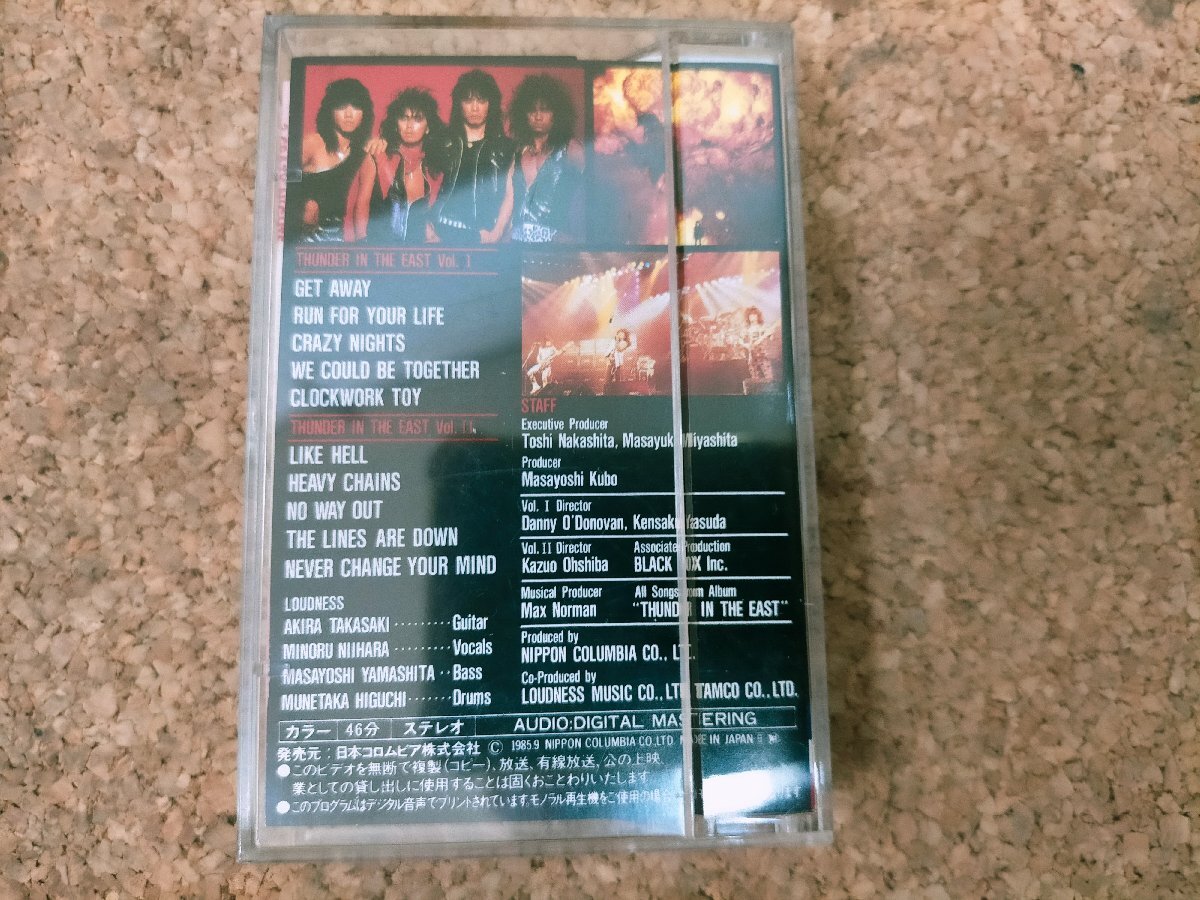 THUNDER IN THE EAST Vol. I
GET AWAY
RUN FOR YOUR LIFE
CRAZY NIGHTS
WE COULD BE TOGETHER
CLOCKWORK TOY
THUNDER IN THE EAST Vol. II
LIKE HELL
HEAVY CHAINS
NO WAY OUT
THE LINES ARE DOWN
NEVER CHANGE YOUR MIND
LOUDNESS
AKIRA TAKASAKI ········· Guitar
MINORU NIIHARA ········· Vocals
MASAYOSHI YAMASHITA ·· Bass
MUNETAKA HIGUCHI ······· Drums
STAFF
Executive Producer
Toshi Nakashita, Masayuki Miyashita
Producer
Masayoshi Kubo
Vol. I Director
Danny O'Donovan, Kensaku Yasuda
Vol. II Director Associate Production
Kazuo Ohshiba BLACK BOX Inc.
Musical Producer All Songs from Album
Max Norman "THUNDER IN THE EAST"
Produced by
NIPPON COLUMBIA CO., LTD.
Co-Produced by
LOUDNESS MUSIC CO., LTD. TAMCO CO., LTD.
カラー 46分 ステレオ AUDIO:DIGITAL MASTERING
発売元:日本コロムビア株式会社 © 1985.9 NIPPON COLUMBIA CO., LTD. MADE IN JAPAN
●このビデオを無断で複製(コピー)、放送、有線放送、公の上映、
業としての貸し出しに使用することは固くおことわりいたします。
●このプログラムはデジタル音声でプリントされています。モノラル再生機をご使用の場合